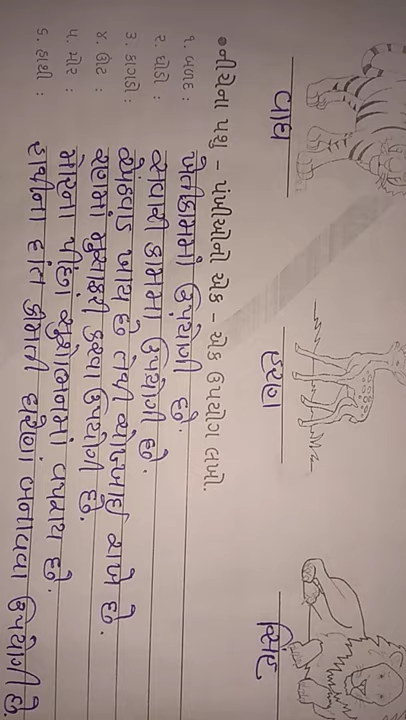 વાઘ હરણ સિંહ
•નીચેના પશુ - પંખીઓનો એક - એક ઉપયોગ લખો.
૧. બળદ : ખેતીકામમાં ઉપયોગી છે.
૨. ઘોડો : સવારી કામમાં ઉપયોગી છે.
૩. કાગડો : એઠવાડ ખાય છે તેથી ચોખ્ખાઈ રાખે છે.
૪. ઊંટ : રણમાં મુસાફરી કરવા ઉપયોગી છે.
૫. મોર : મોરના પીંછા સુશોભનમાં વપરાય છે.
૬. હાથી : હાથીના દાંત કીમતી ઘરેણાં બનાવવા ઉપયોગી છે.